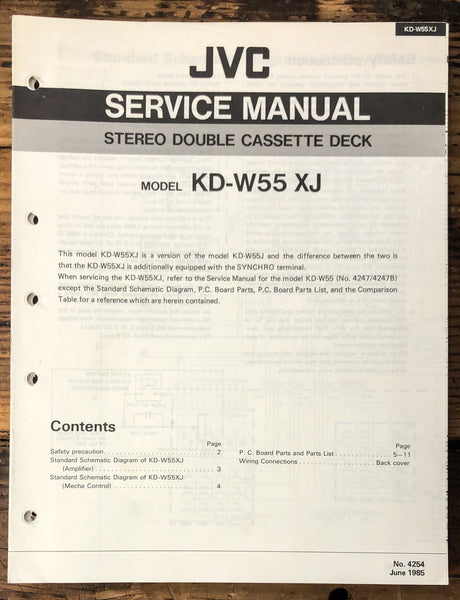 KD-W55XJ
JVC
SERVICE MANUAL
STEREO DOUBLE CASSETTE DECK
MODEL KD-W55 XJ
This model KD-W55XJ is a version of the model KD-W55J and the difference between the two is
that the KD-W55XJ is additionally equipped with the SYNCHRO terminal.
When servicing the KD-W55XJ, refer to the Service Manual for the model KD-W55 (No. 4247/4247B)
except the Standard Schematic Diagram, P.C. Board Parts, P.C. Board Parts List, and the Comparison
Table for a reference which are herein contained.
Contents
Page
Safety precaution. . . . . . . . . . . . . . . . . . . . . . . 2
Standard Schematic Diagram of KD-W55XJ
(Amplifier) . . . . . . . . . . . . . . . . . . . . . . . 3
Standard Schematic Diagram of KD-W55XJ
(Mecha Control) . . . . . . . . . . . . . . . . . . . . 4
Page
P. C. Board Parts and Parts List . . . . . . . . . . . . 5—11
Wiring Connections . . . . . . . . . . . . . . . . Back cover
No. 4254
June 1985